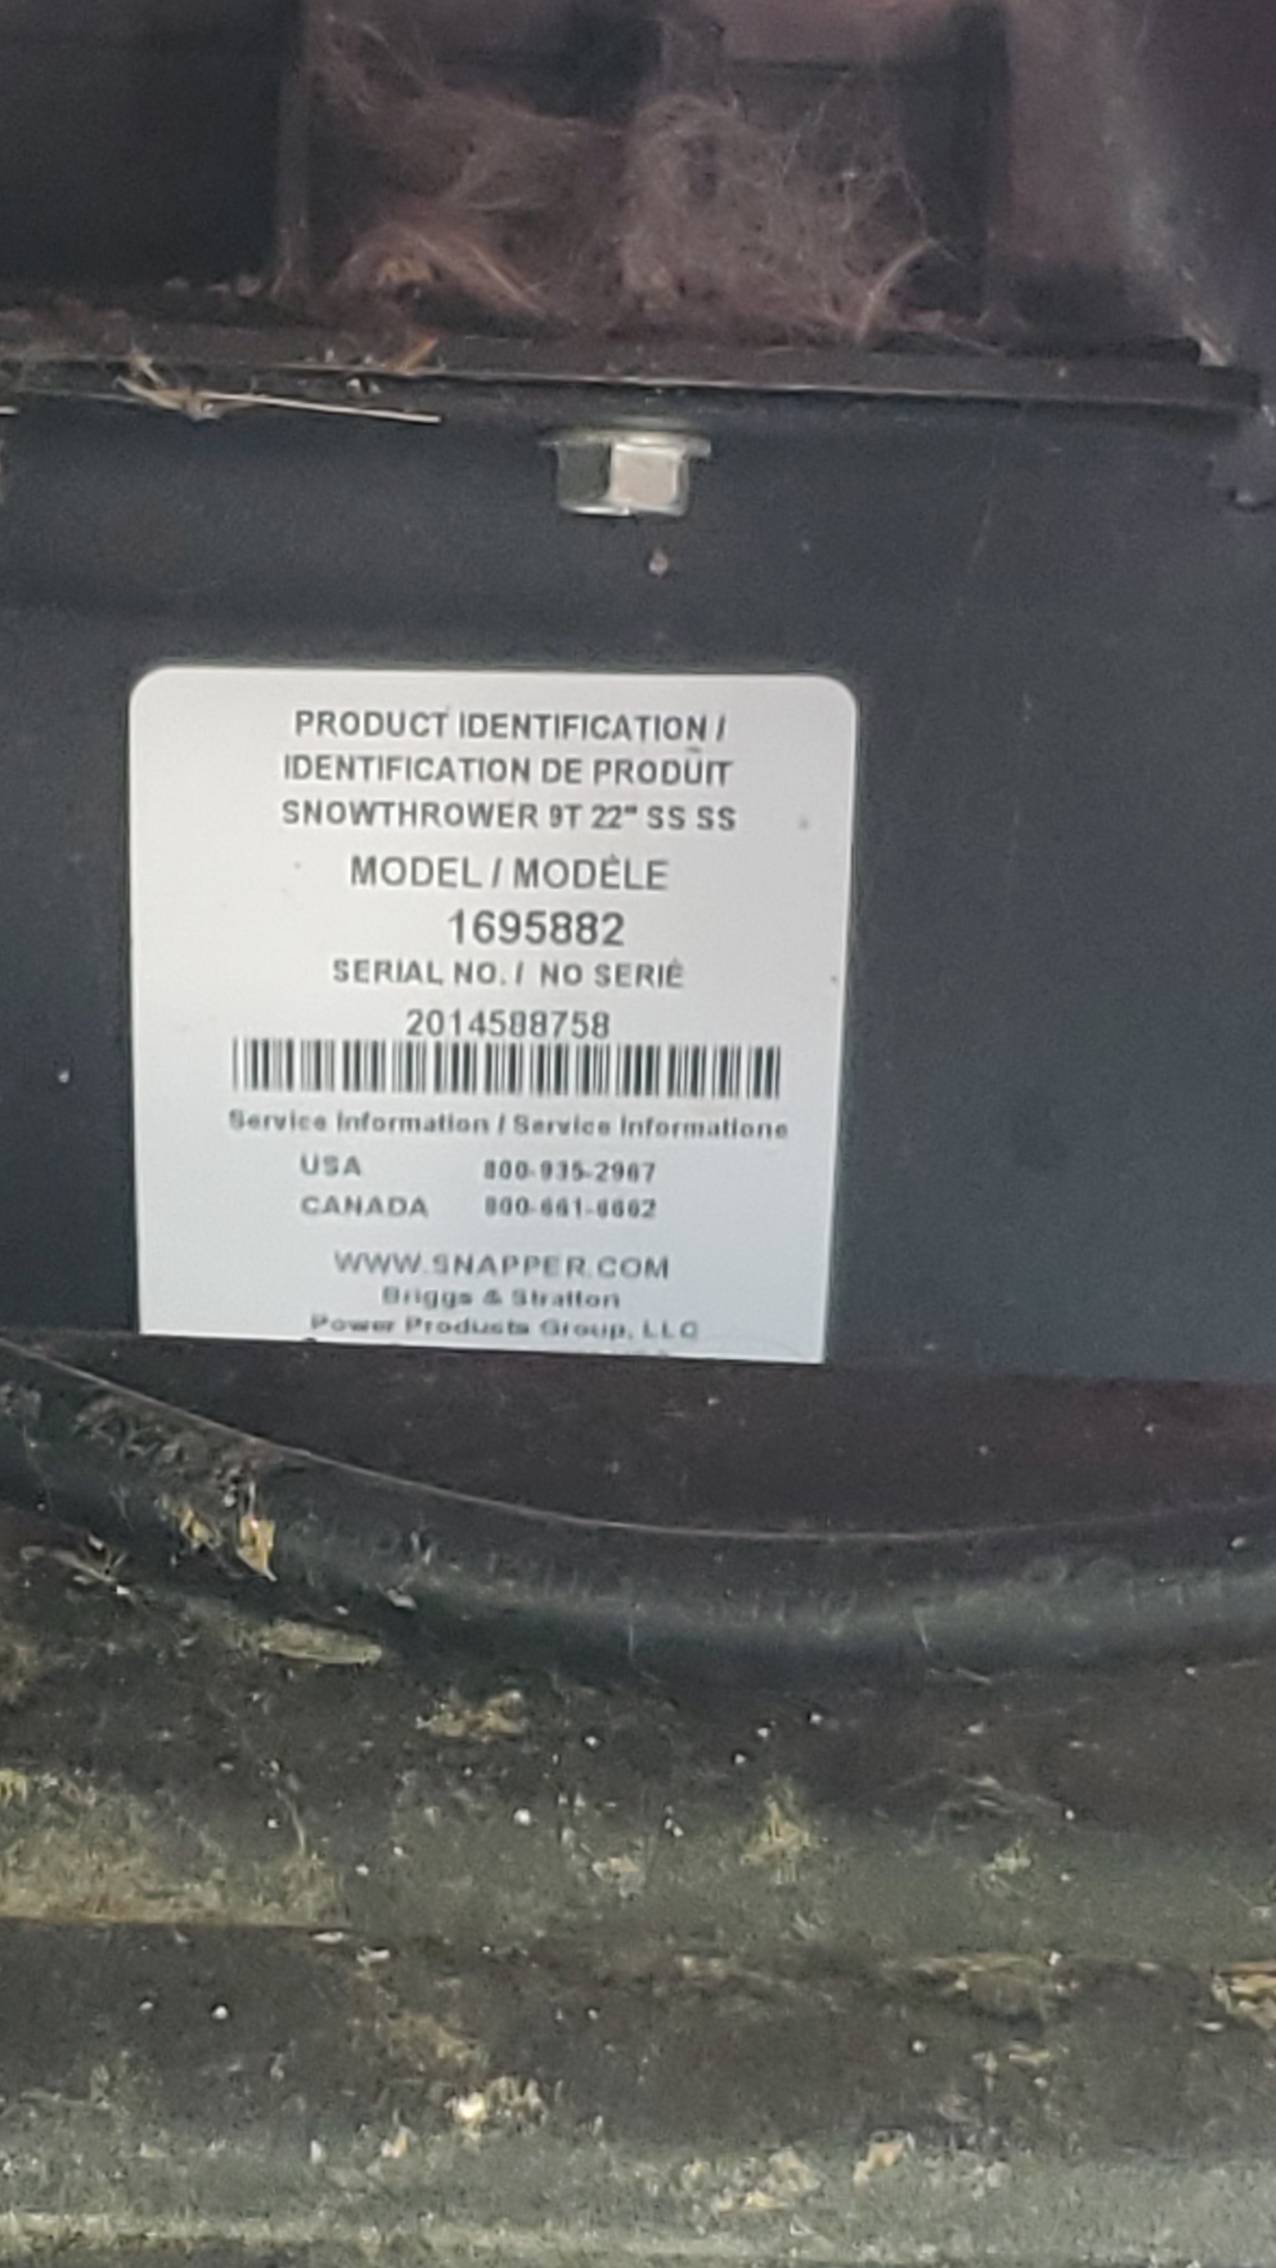 PRODUCT IDENTIFICATION /
IDENTIFICATION DE PRODUIT
SNOWTHROWER 9T 22" SS SS
MODEL / MODÈLE
1695882
SERIAL NO. / NO SERIÉ
2014588758
Service Information / Service Informatione
USA 800-935-2967
CANADA 800-661-6662
WWW.SNAPPER.COM
Briggs & Stratton
Power Products Group, LLC